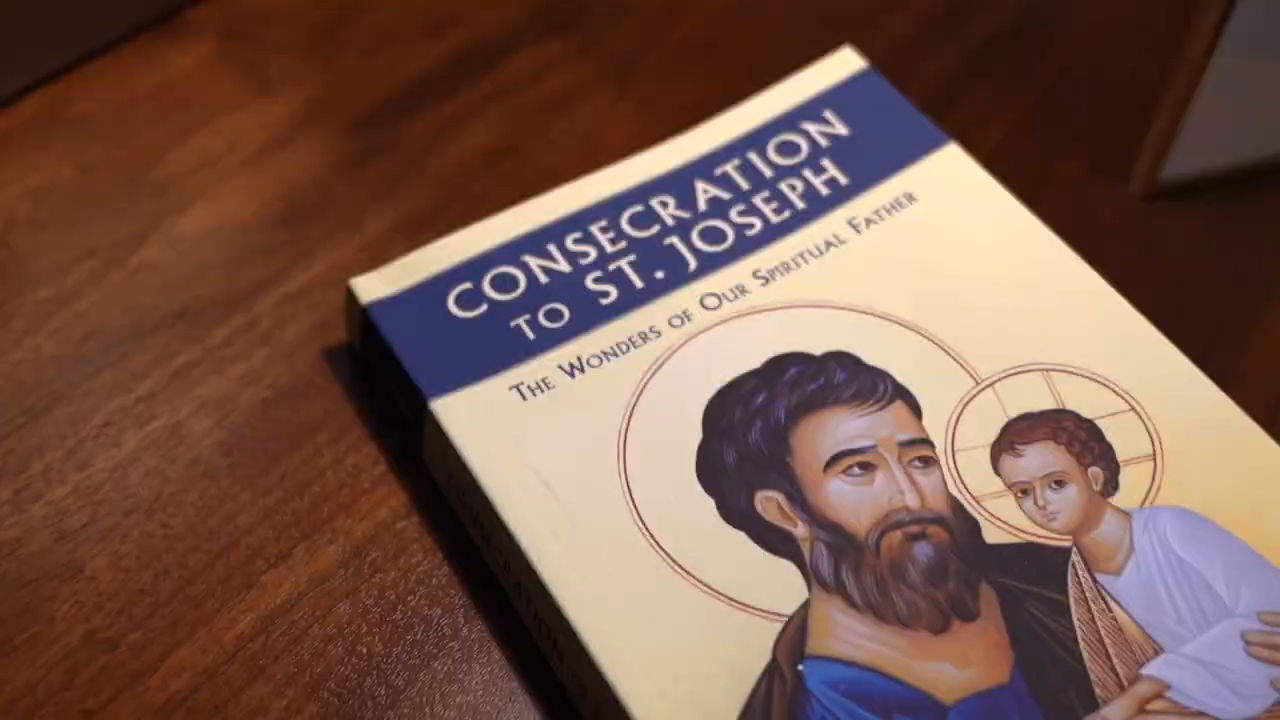 CONSECRATION
TO ST. JOSEPH
THE WONDERS OF OUR SPIRITUAL FATHER